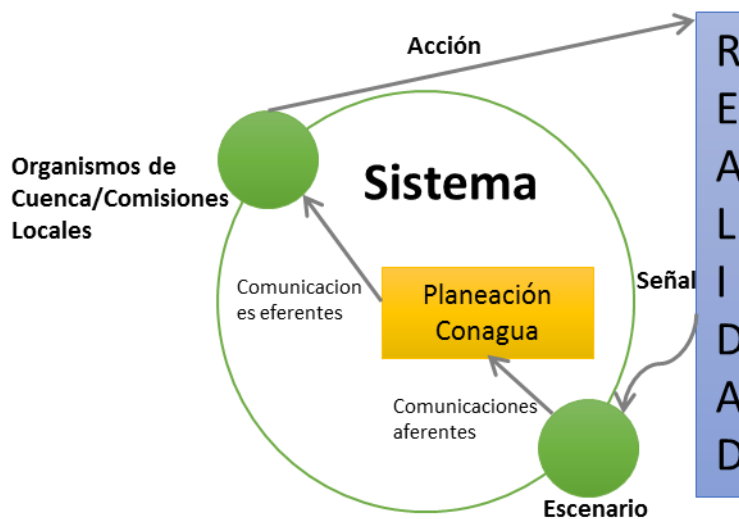 Acción
Organismos de
Cuenca/Comisiones
Locales
Sistema
Comunicacion
es eferentes
Planeación
Conagua
Señal
Comunicaciones
aferentes
Escenario
R
E
A
L
I
D
A
D